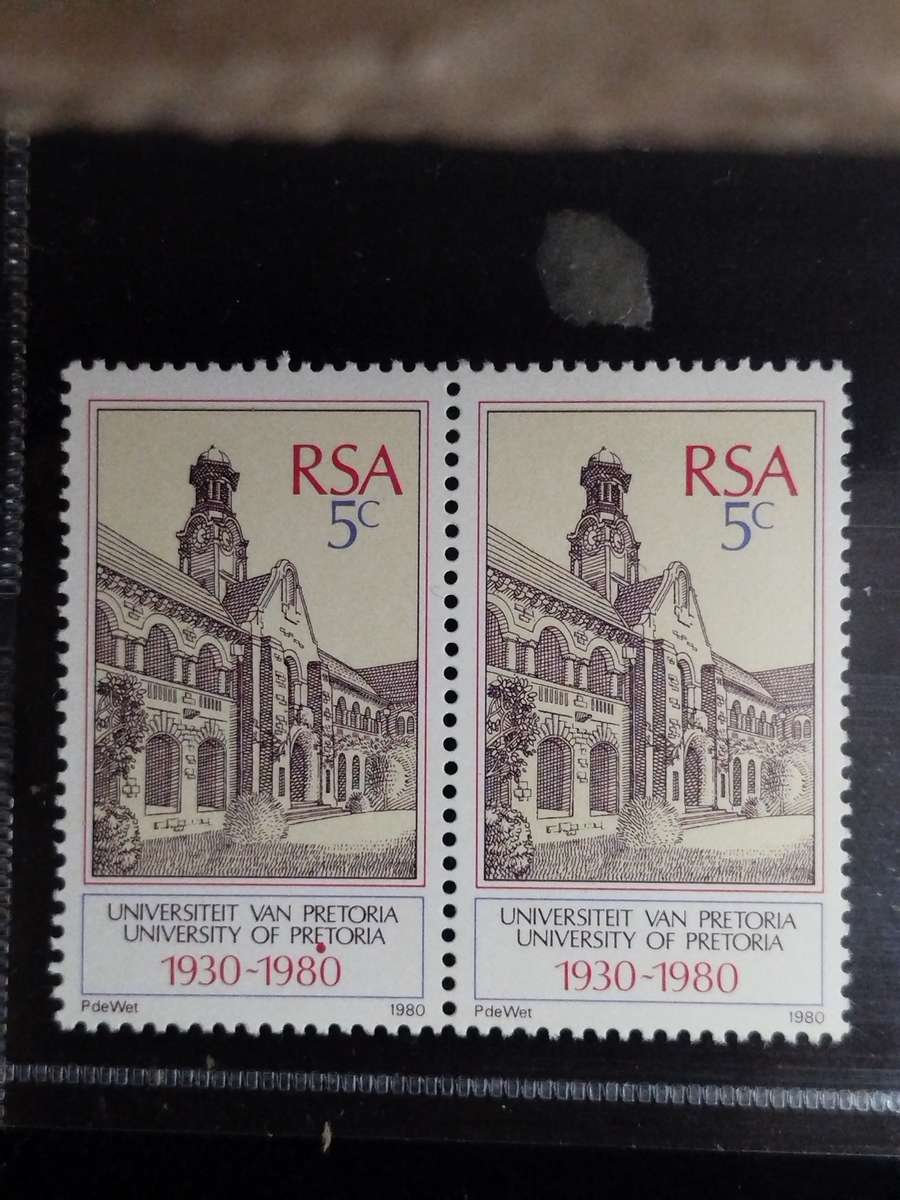 RSA
5c
UNIVERSITEIT VAN PRETORIA
UNIVERSITY OF PRETORIA
1930~1980
PdeWet 1980
RSA
5c
UNIVERSITEIT VAN PRETORIA
UNIVERSITY OF PRETORIA
1930~1980
PdeWet 1980